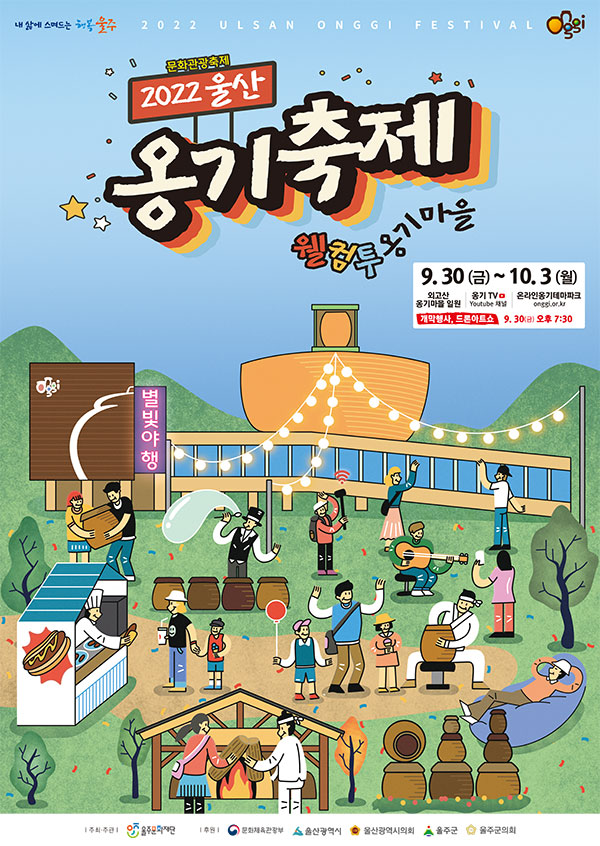 내 삶에 스며드는 행복 울주
2022 ULSAN ONGGI FESTIVAL
Onggi
문화관광축제
2022 울산
옹기축제
웰컴투옹기마을
9. 30 (금) ~ 10. 3 (월)
외고산 옹기마을 일원 | 옹기 TV Youtube 채널 | 온라인옹기테마파크 onggi.or.kr
개막행사, 드론아트쇼 9. 30(금) 오후 7:30
Onggi
별빛야행
| 주최·주관 | 울주문화재단 | 후원 | 문화체육관광부 울산광역시 울산광역시의회 울주군 울주군의회